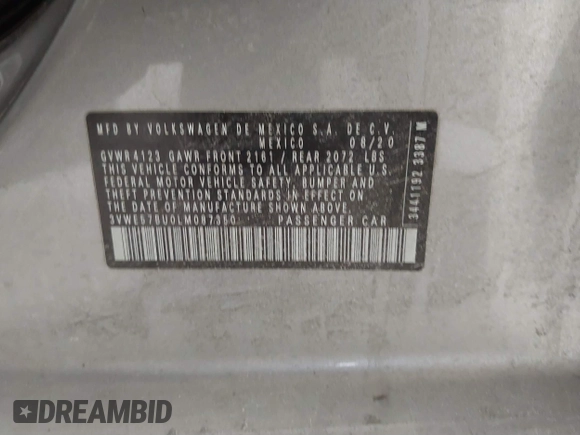 MFD BY VOLKSWAGEN DE MEXICO S.A. DE C.V.
MEXICO 08/20
GVWR 4123 GAWR FRONT 2161 / REAR 2072 LBS
THIS VEHICLE CONFORMS TO ALL APPLICABLE U.S.
FEDERAL MOTOR VEHICLE SAFETY, BUMPER AND
THEFT PREVENTION STANDARDS IN EFFECT ON
THE DATE OF MANUFACTURE SHOWN ABOVE.
3VWE57BU0LM087350 PASSENGER CAR
3441192 3387 M
DREAMBID